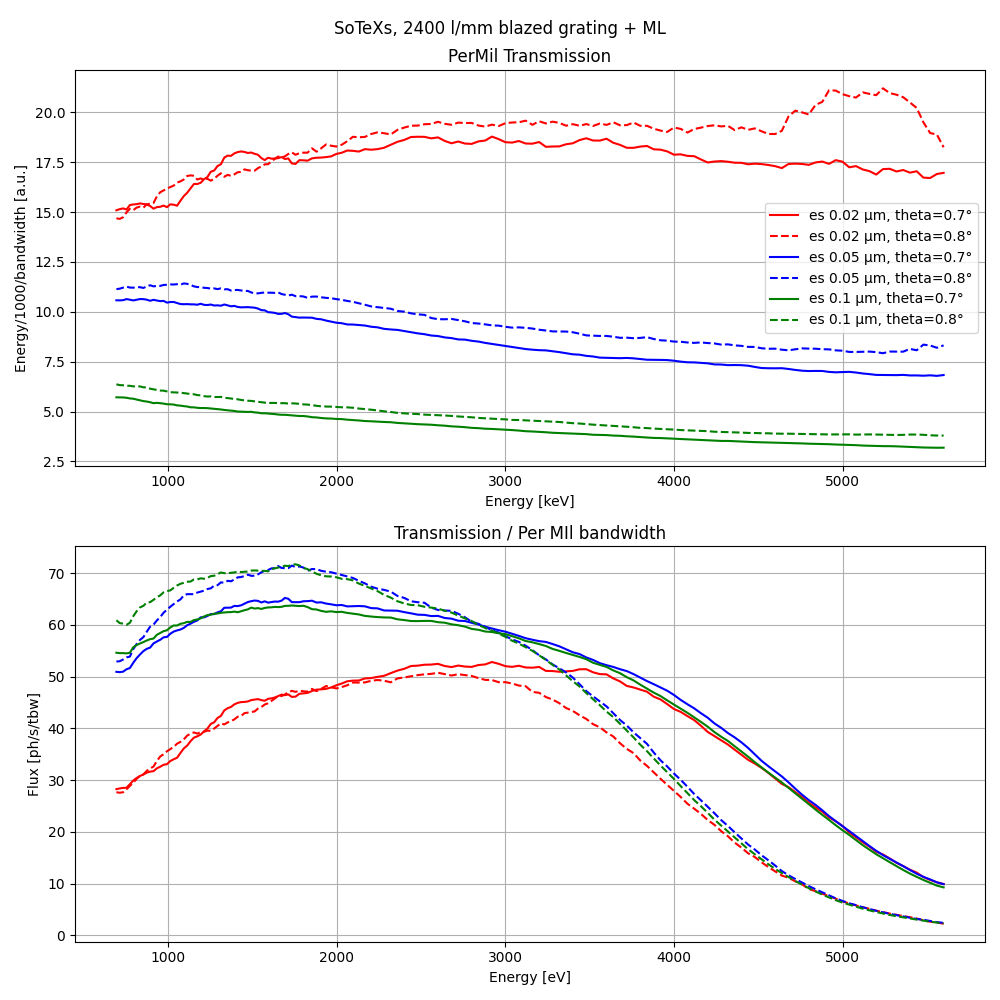 SoTeXs, 2400 l/mm blazed grating + ML
PerMil Transmission
Energy/1000/bandwidth [a.u.]
20.0
17.5
15.0
12.5
10.0
7.5
5.0
2.5
es 0.02 μm, theta=0.7°
es 0.02 μm, theta=0.8°
es 0.05 μm, theta=0.7°
es 0.05 μm, theta=0.8°
es 0.1 μm, theta=0.7°
es 0.1 μm, theta=0.8°
1000 2000 3000 4000 5000
Energy [keV]
Transmission / Per MIl bandwidth
Flux [ph/s/tbw]
70
60
50
40
30
20
10
0
1000 2000 3000 4000 5000
Energy [eV]